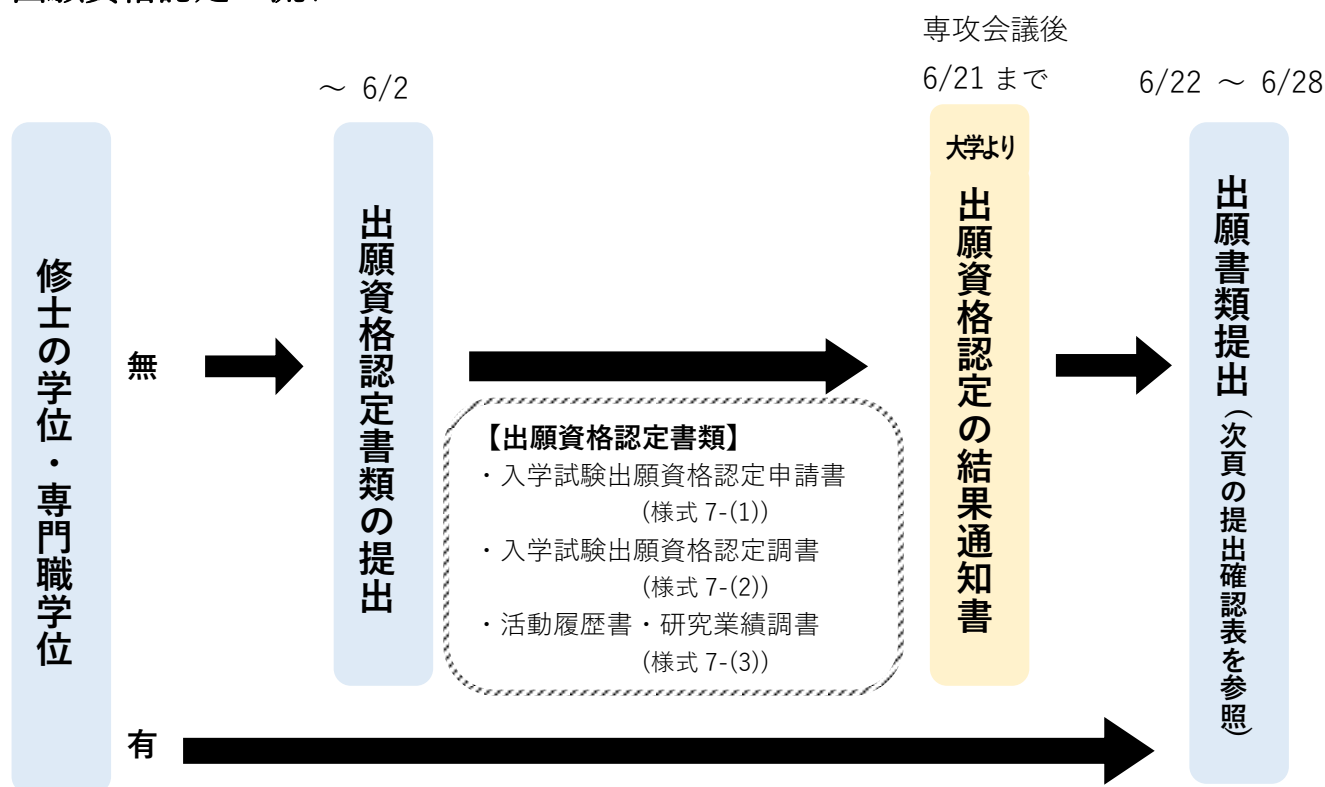 専攻会議後
～ 6/2
6/21 まで
6/22 ～ 6/28
修士の学位・専門職学位
無
有
出願資格認定書類の提出
【出願資格認定書類】
・入学試験出願資格認定申請書
(様式 7-(1))
・入学試験出願資格認定調書
(様式 7-(2))
・活動履歴書・研究業績調書
(様式 7-(3))
大学より
出願資格認定の結果通知書
出願書類提出(次頁の提出確認表を参照)